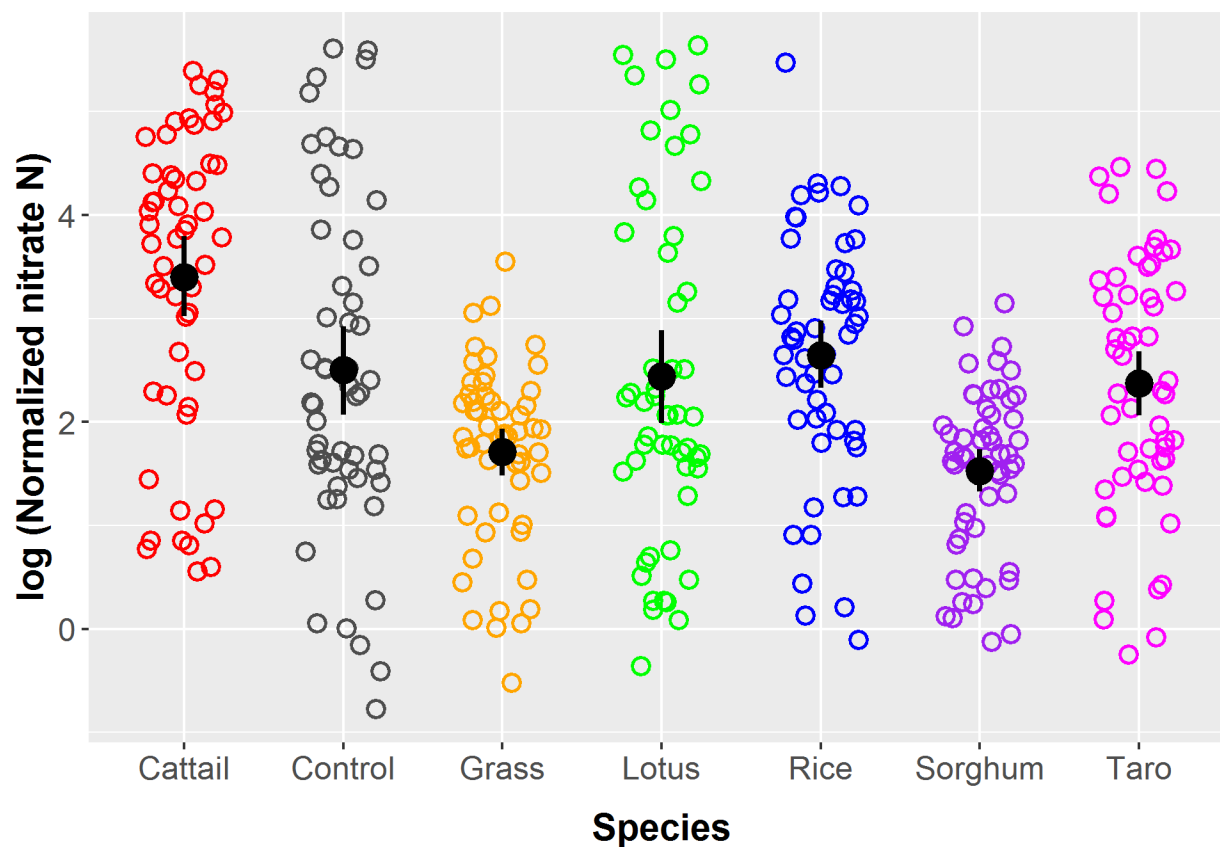 log (Normalized nitrate N)
4
2
0
Cattail Control Grass Lotus Rice Sorghum Taro
Species